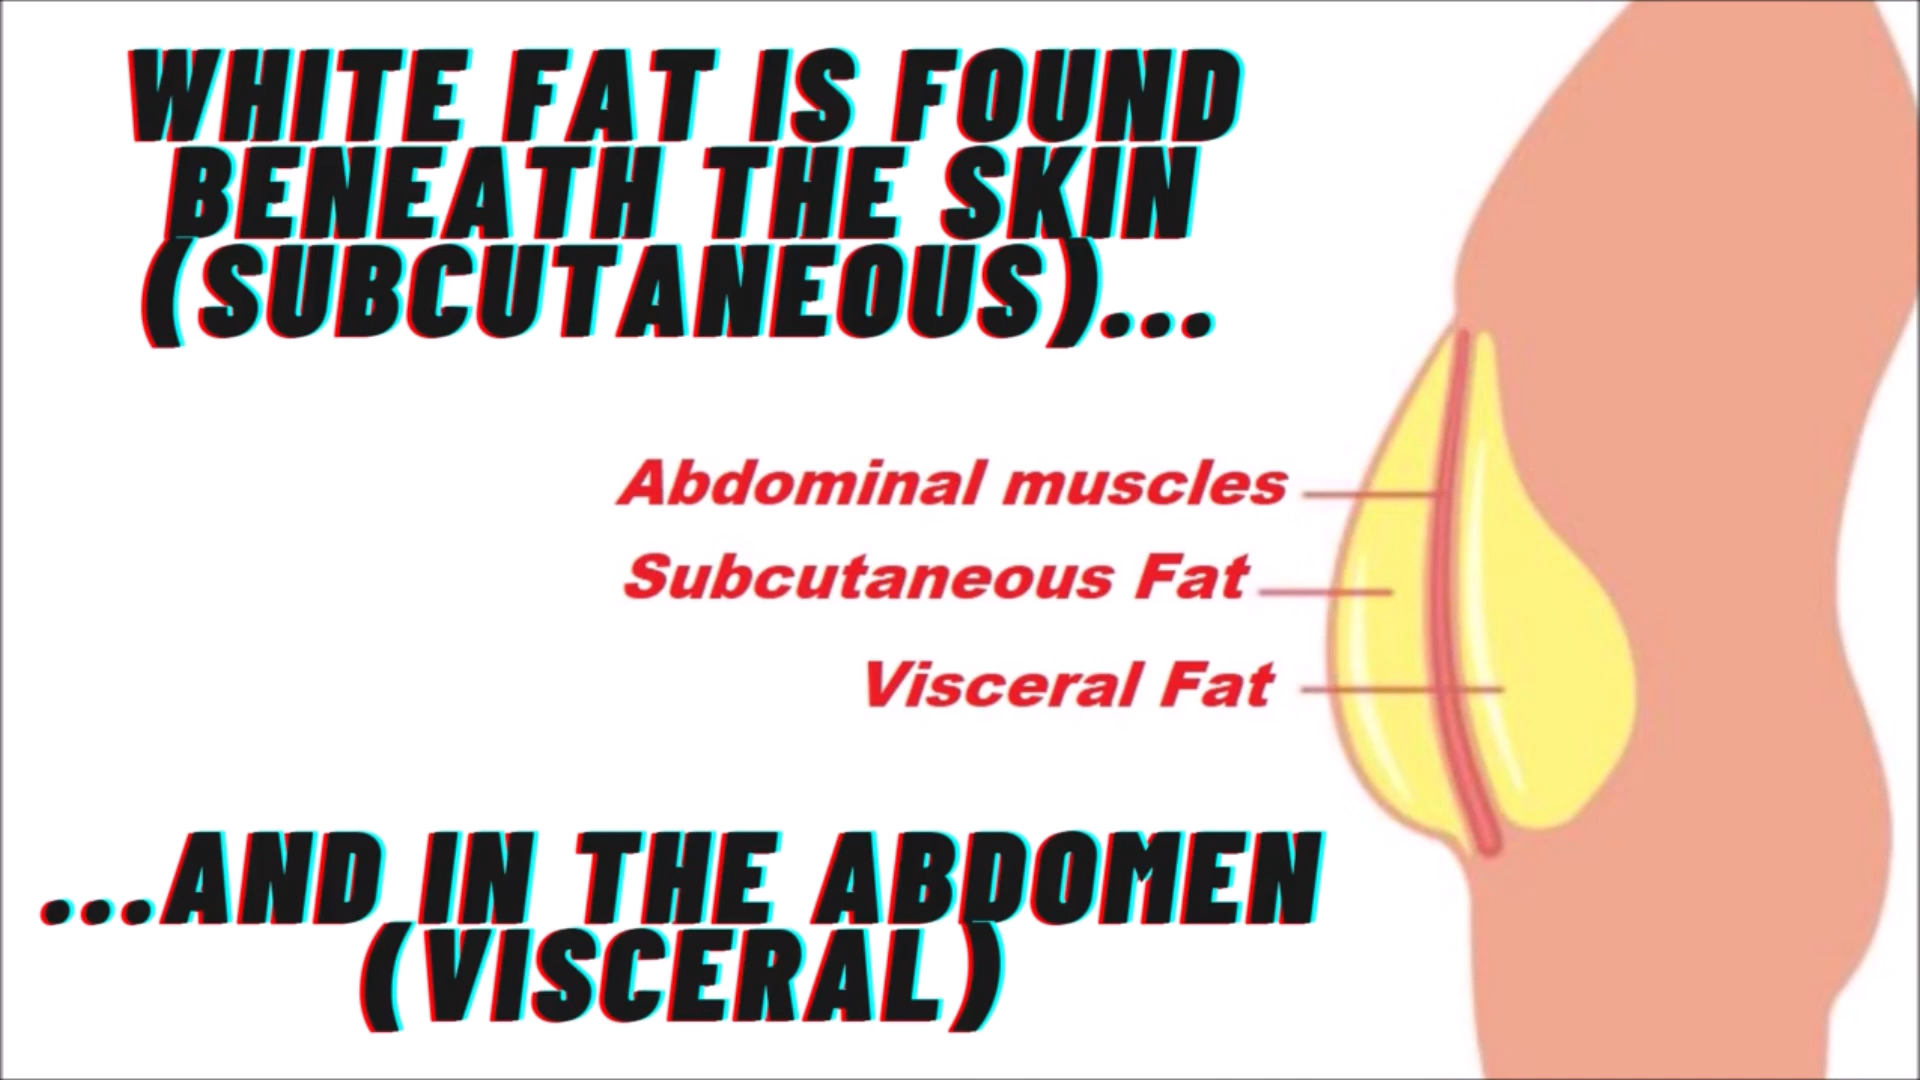 WHITE FAT IS FOUND
BENEATH THE SKIN
(SUBCUTANEOUS)...
Abdominal muscles
Subcutaneous Fat
Visceral Fat
...AND IN THE ABDOMEN
(VISCERAL)